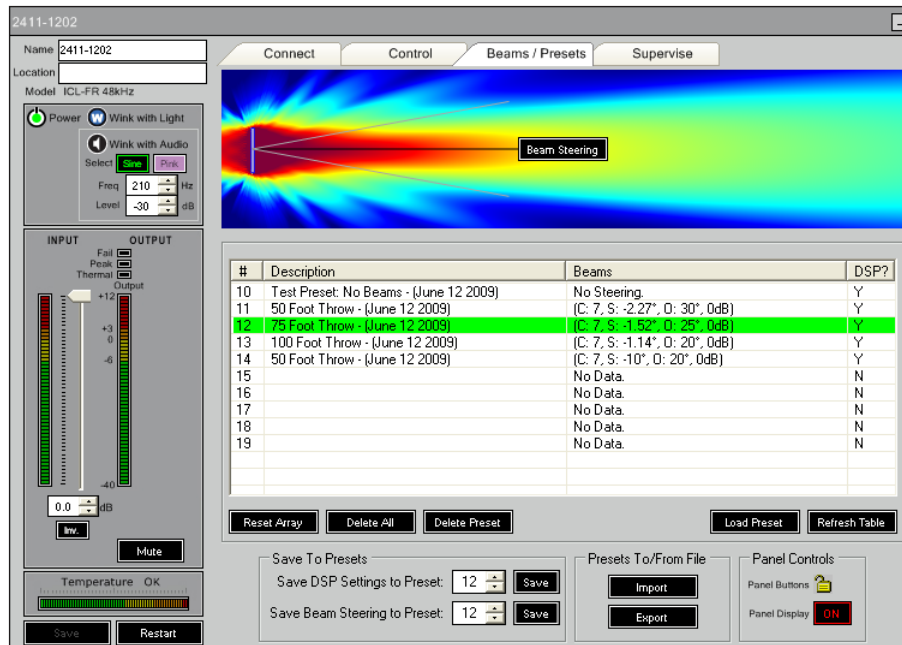 2411-1202
Name 2411-1202
Location
Model ICL-FR 48kHz
Power W Wink with Light
Wink with Audio
Select Sine Pink
Freq 210 Hz
Level -30 dB
INPUT OUTPUT
Fail
Peak
Thermal
Output
+12
+3
0
-6
-40
0.0 dB
Inv.
Mute
Temperature OK
Save Restart
Connect Control Beams / Presets Supervise
Beam Steering
# Description Beams DSP?
10 Test Preset: No Beams - (June 12 2009) No Steering. Y
11 50 Foot Throw - (June 12 2009) (C: 7, S: -2.27°, O: 30°, 0dB) Y
12 75 Foot Throw - (June 12 2009) (C: 7, S: -1.52°, O: 25°, 0dB) Y
13 100 Foot Throw - (June 12 2009) (C: 7, S: -1.14°, O: 20°, 0dB) Y
14 50 Foot Throw - (June 12 2009) (C: 7, S: -10°, O: 20°, 0dB) Y
15 No Data. N
16 No Data. N
17 No Data. N
18 No Data. N
19 No Data. N
Reset Array Delete All Delete Preset Load Preset Refresh Table
Save To Presets
Save DSP Settings to Preset: 12 Save
Save Beam Steering to Preset: 12 Save
Presets To/From File
Import
Export
Panel Controls
Panel Buttons
Panel Display ON